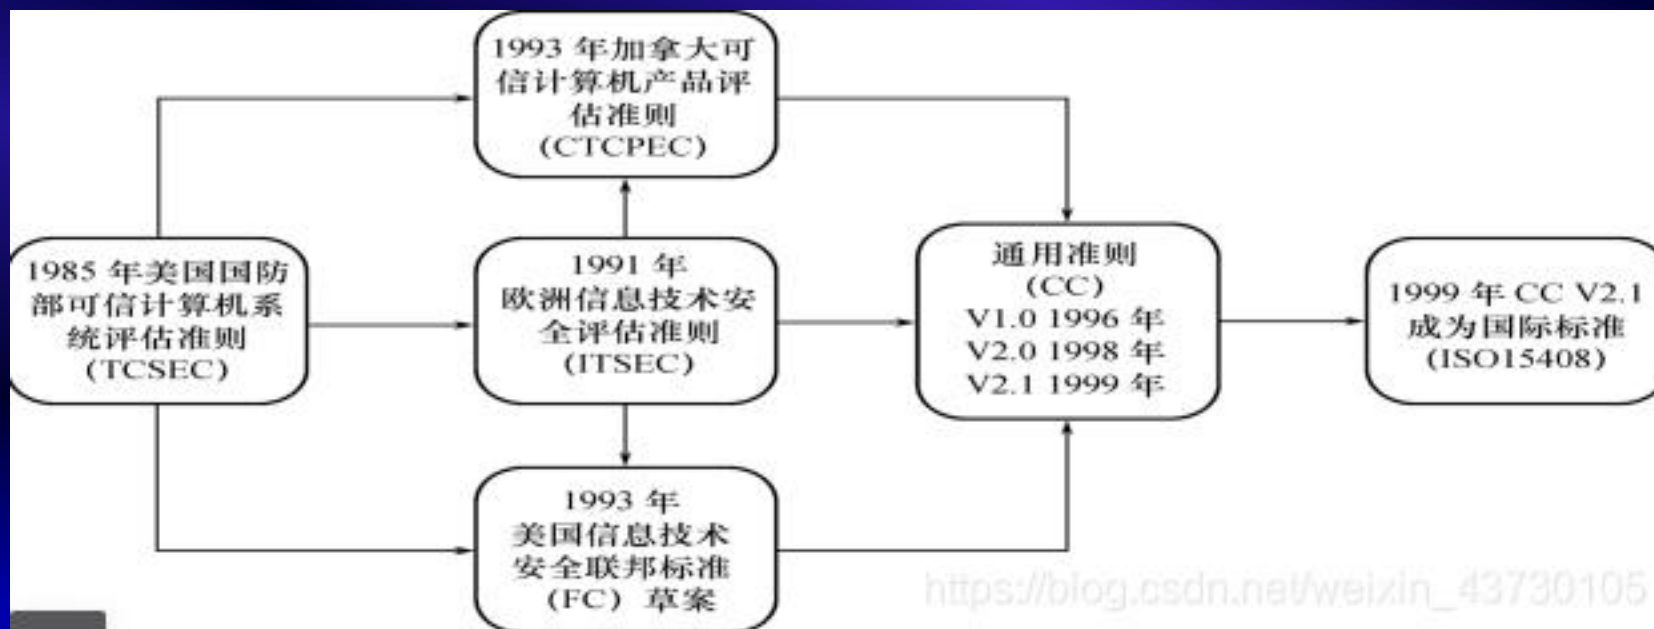 1993 年加拿大可
信计算机产品评
估准则
(CTCPEC)
1985 年美国国防
部可信计算机系
统评估准则
(TCSEC)
1991 年
欧洲信息技术安
全评估准则
(ITSEC)
通用准则
(CC)
V1.0 1996 年
V2.0 1998 年
V2.1 1999 年
1999 年 CC V2.1
成为国际标准
(ISO15408)
1993 年
美国信息技术
安全联邦标准
(FC) 草案
https://blog.csdn.net/weixin_43730105